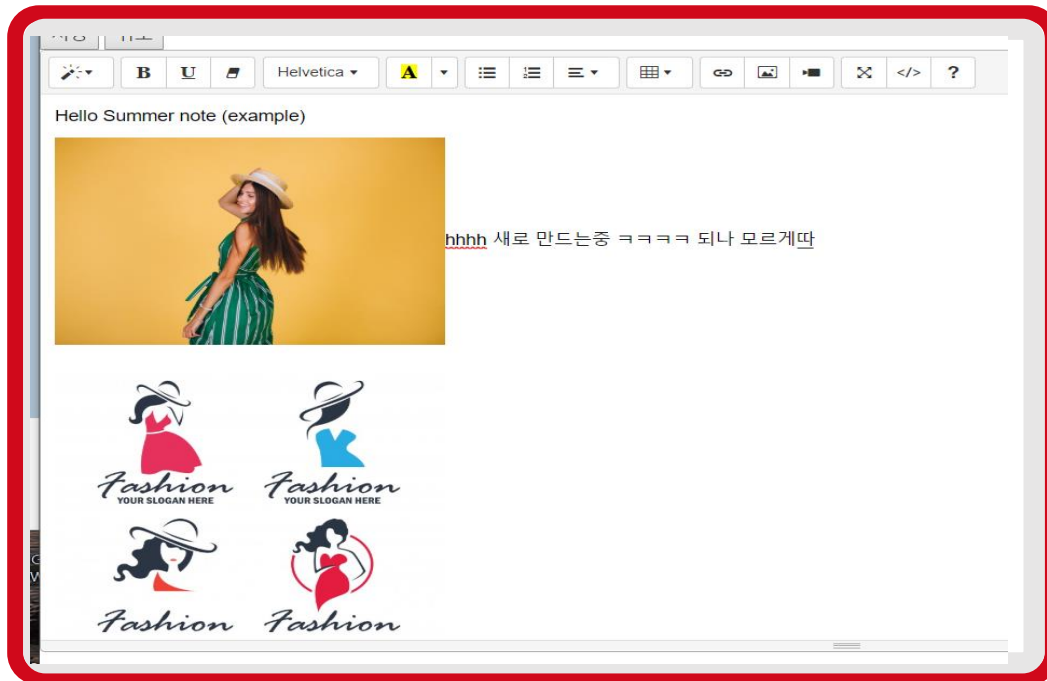 B U Helvetica A </> ?
Hello Summer note (example)
hhhh 새로 만드는중 ㅋㅋㅋㅋ 되나 모르게따
Fashion Fashion
YOUR SLOGAN HERE YOUR SLOGAN HERE
Fashion Fashion